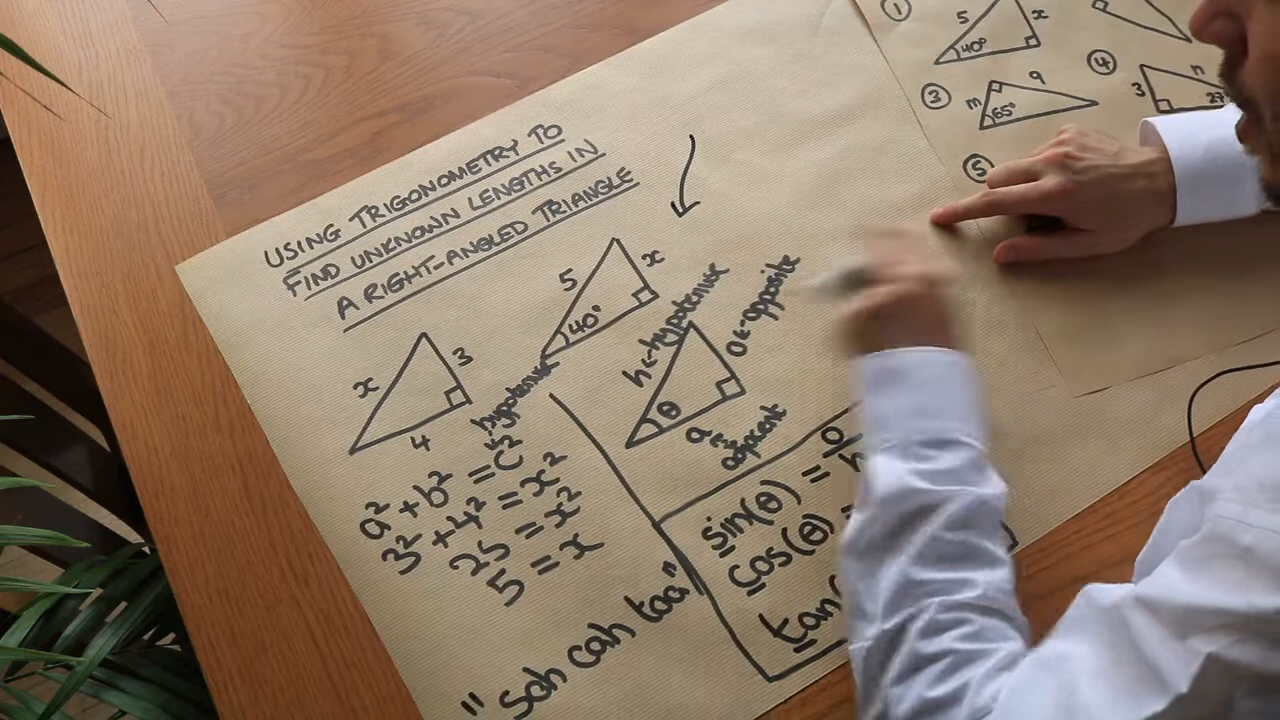 USING TRIGONOMETRY TO
FIND UNKNOWN LENGTHS IN
A RIGHT-ANGLED TRIANGLE
x
3
4
a² + b² = c²
hypotenuse
3² + 4² = x²
25 = x²
5 = x
5
x
40°
h ← hypotenuse
o ← opposite
θ
a
adjacent
sin(θ) = o
h
cos(θ) =
tan(
"Soh cah toa"
①
5
x
40°
③
m
9
65°
④
3
n
27
⑤